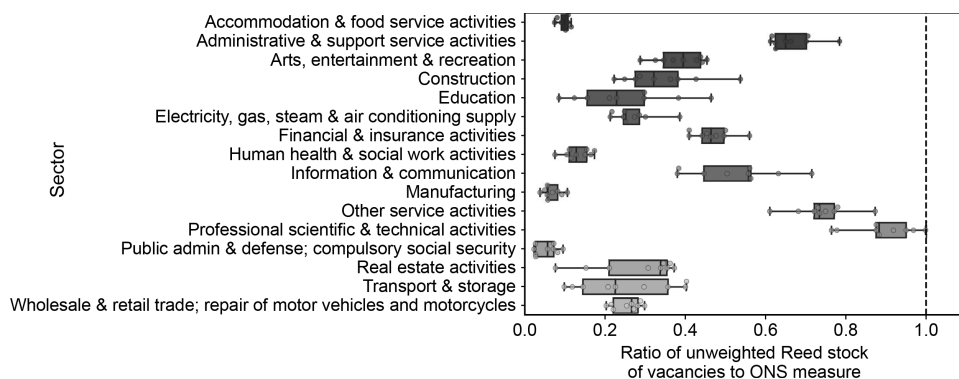 Sector
Accommodation & food service activities
Administrative & support service activities
Arts, entertainment & recreation
Construction
Education
Electricity, gas, steam & air conditioning supply
Financial & insurance activities
Human health & social work activities
Information & communication
Manufacturing
Other service activities
Professional scientific & technical activities
Public admin & defense; compulsory social security
Real estate activities
Transport & storage
Wholesale & retail trade; repair of motor vehicles and motorcycles
0.0 0.2 0.4 0.6 0.8 1.0
Ratio of unweighted Reed stock
of vacancies to ONS measure